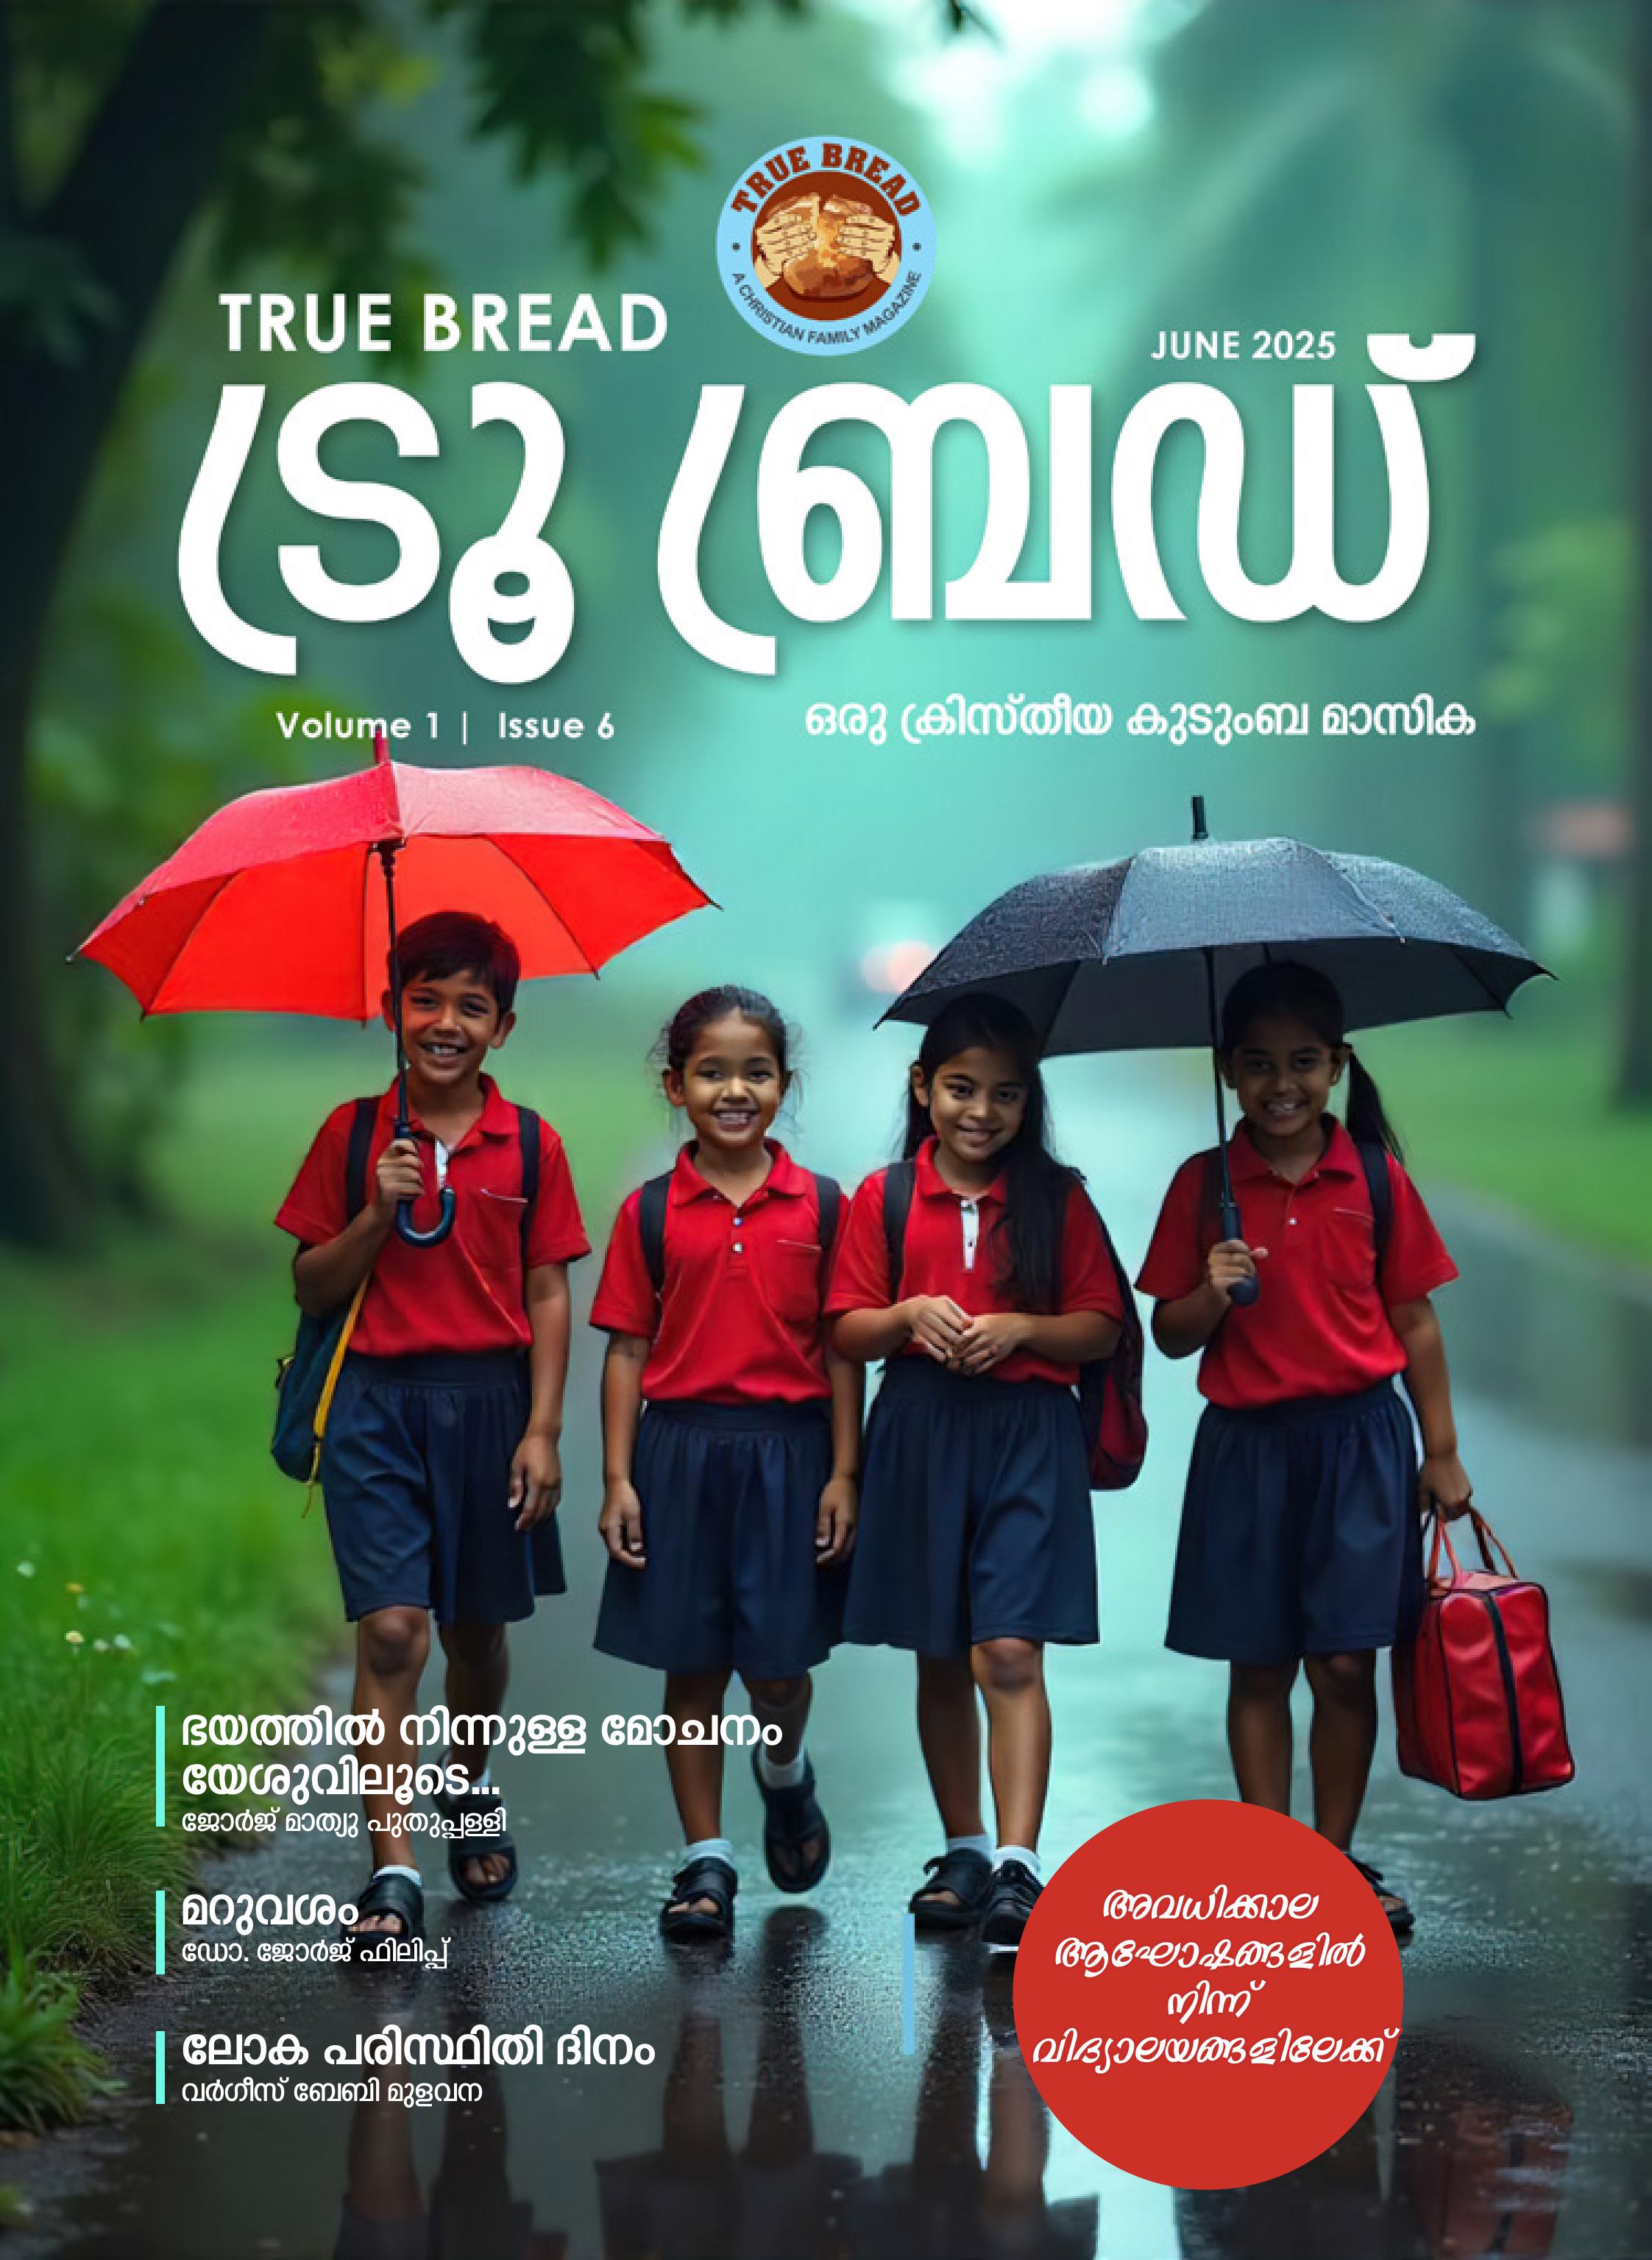 TRUE BREAD
A CHRISTIAN FAMILY MAGAZINE
TRUE BREAD
JUNE 2025
ട്രൂ ബ്രഡ്
Volume 1 | Issue 6
ഒരു ക്രിസ്തീയ കുടുംബ മാസിക
ഭയത്തിൽ നിന്നുള്ള മോചനം
യേശുവിലൂടെ...
ജോർജ് മാത്യു പുതുപ്പള്ളി
മറുവശം
ഡോ. ജോർജ് ഫിലിപ്പ്
ലോക പരിസ്ഥിതി ദിനം
വർഗീസ് ബേബി മുളവന
അവധിക്കാല
ആഘോഷങ്ങളിൽ
നിന്ന്
വിദ്യാലയങ്ങളിലേക്ക്